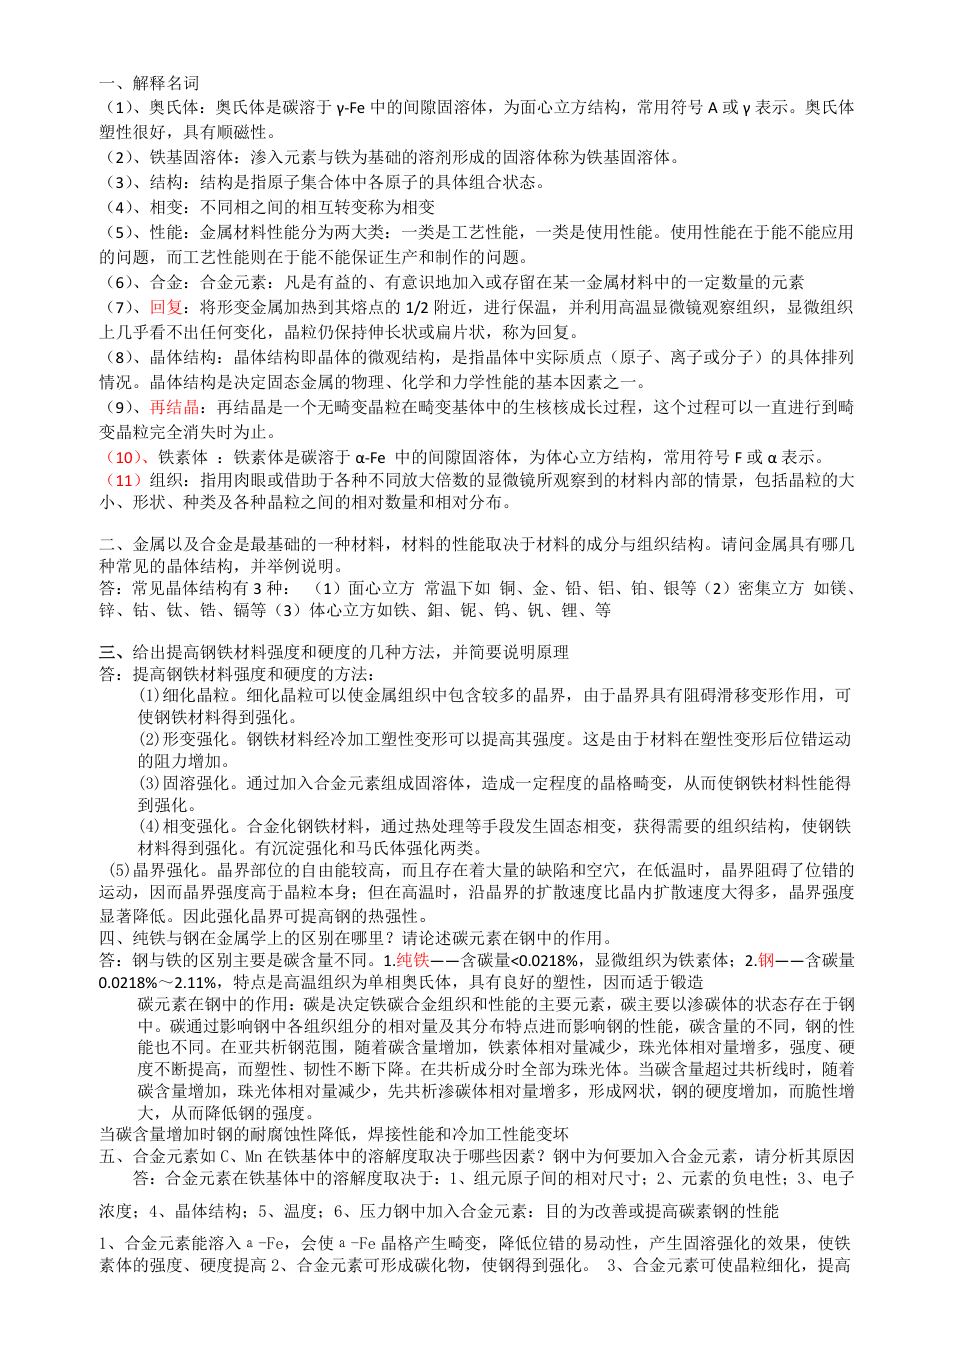 一、解释名词
（1）、奥氏体：奥氏体是碳溶于 γ-Fe 中的间隙固溶体，为面心立方结构，常用符号 A 或 γ 表示。奥氏体
塑性很好，具有顺磁性。
（2）、铁基固溶体：渗入元素与铁为基础的溶剂形成的固溶体称为铁基固溶体。
（3）、结构：结构是指原子集合体中各原子的具体组合状态。
（4）、相变：不同相之间的相互转变称为相变
（5）、性能：金属材料性能分为两大类：一类是工艺性能，一类是使用性能。使用性能在于能不能应用
的问题，而工艺性能则在于能不能保证生产和制作的问题。
（6）、合金：合金元素：凡是有益的、有意识地加入或存留在某一金属材料中的一定数量的元素
（7）、回复：将形变金属加热到其熔点的 1/2 附近，进行保温，并利用高温显微镜观察组织，显微组织
上几乎看不出任何变化，晶粒仍保持伸长状或扁片状，称为回复。
（8）、晶体结构：晶体结构即晶体的微观结构，是指晶体中实际质点（原子、离子或分子）的具体排列
情况。晶体结构是决定固态金属的物理、化学和力学性能的基本因素之一。
（9）、再结晶：再结晶是一个无畸变晶粒在畸变基体中的生核核成长过程，这个过程可以一直进行到畸
变晶粒完全消失时为止。
（10）、铁素体 ：铁素体是碳溶于 α-Fe 中的间隙固溶体，为体心立方结构，常用符号 F 或 α 表示。
（11）组织：指用肉眼或借助于各种不同放大倍数的显微镜所观察到的材料内部的情景，包括晶粒的大
小、形状、种类及各种晶粒之间的相对数量和相对分布。
二、金属以及合金是最基础的一种材料，材料的性能取决于材料的成分与组织结构。请问金属具有哪几
种常见的晶体结构，并举例说明。
答：常见晶体结构有 3 种： （1）面心立方 常温下如 铜、金、铅、铝、铂、银等（2）密集立方 如镁、
锌、钴、钛、锆、镉等（3）体心立方如铁、鉬、铌、钨、钒、锂、等
三、给出提高钢铁材料强度和硬度的几种方法，并简要说明原理
答：提高钢铁材料强度和硬度的方法：
(1)细化晶粒。细化晶粒可以使金属组织中包含较多的晶界，由于晶界具有阻碍滑移变形作用，可
使钢铁材料得到强化。
(2)形变强化。钢铁材料经冷加工塑性变形可以提高其强度。这是由于材料在塑性变形后位错运动
的阻力增加。
(3)固溶强化。通过加入合金元素组成固溶体，造成一定程度的晶格畸变，从而使钢铁材料性能得
到强化。
(4)相变强化。合金化钢铁材料，通过热处理等手段发生固态相变，获得需要的组织结构，使钢铁
材料得到强化。有沉淀强化和马氏体强化两类。
(5)晶界强化。晶界部位的自由能较高，而且存在着大量的缺陷和空穴，在低温时，晶界阻碍了位错的
运动，因而晶界强度高于晶粒本身；但在高温时，沿晶界的扩散速度比晶内扩散速度大得多，晶界强度
显著降低。因此强化晶界可提高钢的热强性。
四、纯铁与钢在金属学上的区别在哪里？请论述碳元素在钢中的作用。
答：钢与铁的区别主要是碳含量不同。1.纯铁——含碳量<0.0218%，显微组织为铁素体；2.钢——含碳量
0.0218%～2.11%，特点是高温组织为单相奥氏体，具有良好的塑性，因而适于锻造
碳元素在钢中的作用：碳是决定铁碳合金组织和性能的主要元素，碳主要以渗碳体的状态存在于钢
中。碳通过影响钢中各组织组分的相对量及其分布特点进而影响钢的性能，碳含量的不同，钢的性
能也不同。在亚共析钢范围，随着碳含量增加，铁素体相对量减少，珠光体相对量增多，强度、硬
度不断提高，而塑性、韧性不断下降。在共析成分时全部为珠光体。当碳含量超过共析线时，随着
碳含量增加，珠光体相对量减少，先共析渗碳体相对量增多，形成网状，钢的硬度增加，而脆性增
大，从而降低钢的强度。
当碳含量增加时钢的耐腐蚀性降低，焊接性能和冷加工性能变坏
五、合金元素如 C、Mn 在铁基体中的溶解度取决于哪些因素？钢中为何要加入合金元素，请分析其原因
答：合金元素在铁基体中的溶解度取决于：1、组元原子间的相对尺寸；2、元素的负电性；3、电子
浓度；4、晶体结构；5、温度；6、压力钢中加入合金元素：目的为改善或提高碳素钢的性能
1、合金元素能溶入 a -Fe，会使 a -Fe 晶格产生畸变，降低位错的易动性，产生固溶强化的效果，使铁
素体的强度、硬度提高 2、合金元素可形成碳化物，使钢得到强化。 3、合金元素可使晶粒细化，提高